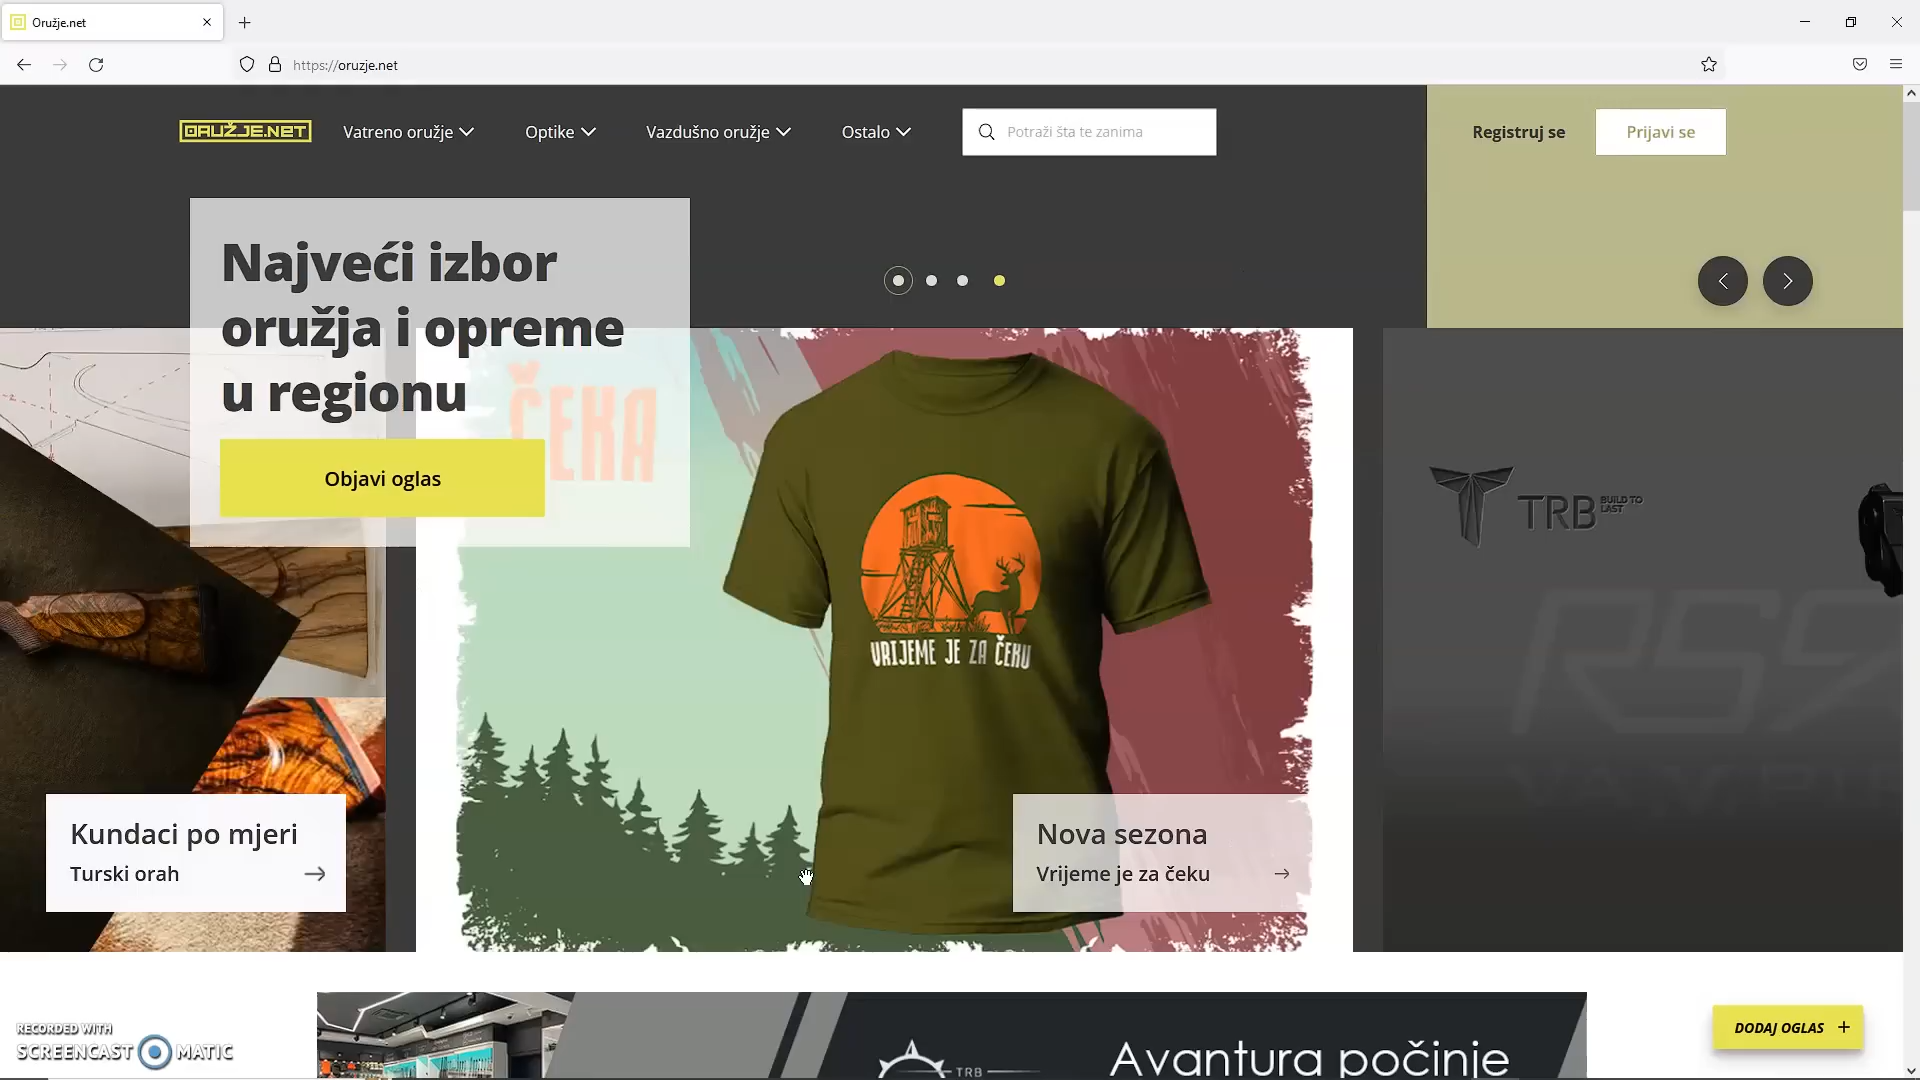 Oružje.net
https://oruzje.net
ORUŽJE.NET
Vatreno oružje
Optike
Vazdušno oružje
Ostalo
Potraži šta te zanima
Registruj se
Prijavi se
Najveći izbor
oružja i opreme
u regionu
Objavi oglas
ČEKA
VRIJEME JE ZA ČEKU
TRB BUILD TO
LAST
Kundaci po mjeri
Turski orah
Nova sezona
Vrijeme je za čeku
TRB
Avantura počinje
DODAJ OGLAS +
RECORDED WITH
SCREENCAST MATIC